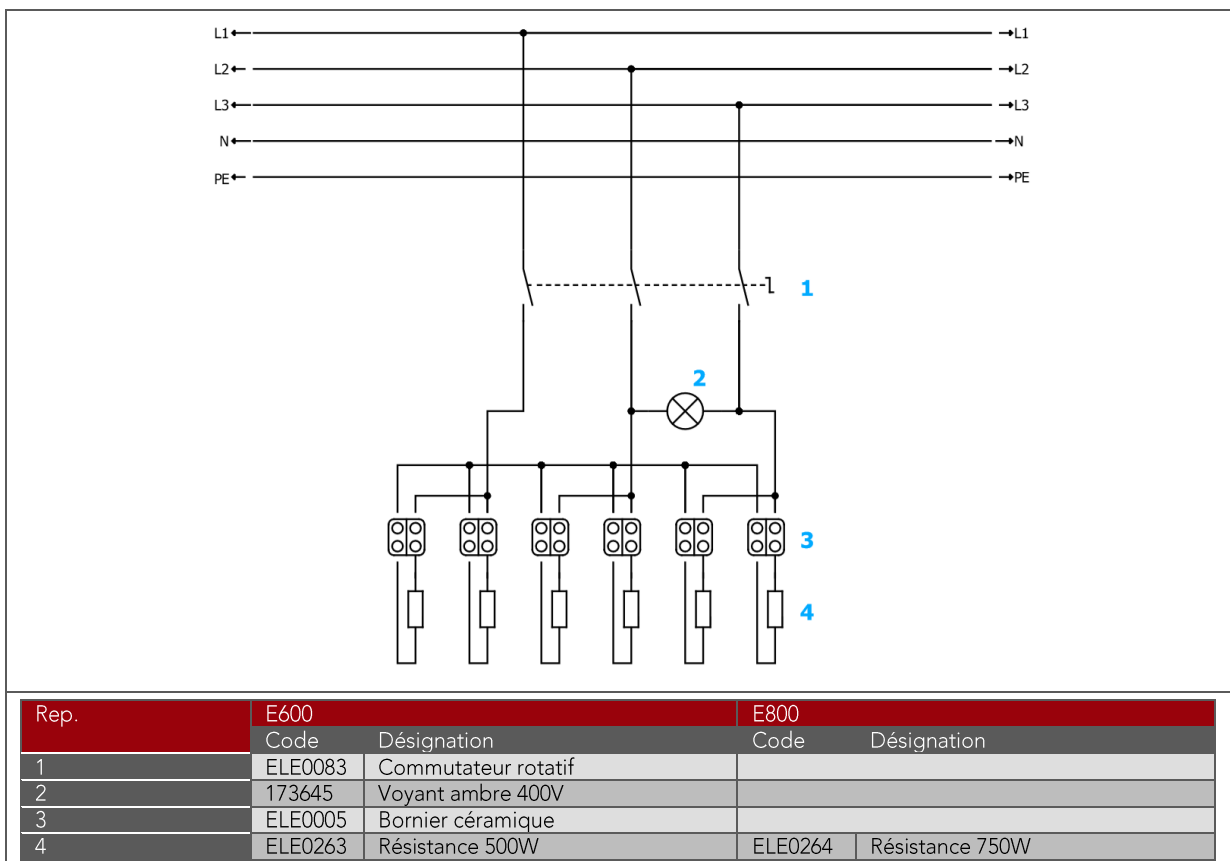 L1 L1
L2 L2
L3 L3
N N
PE PE
1
2
3
4
Rep. E600 E800
Code Désignation Code Désignation
1 ELE0083 Commutateur rotatif
2 173645 Voyant ambre 400V
3 ELE0005 Bornier céramique
4 ELE0263 Résistance 500W ELE0264 Résistance 750W